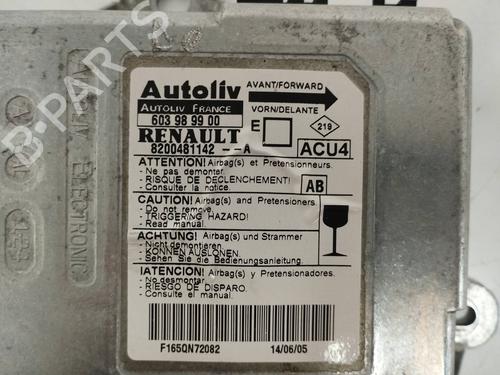 Autoliv
AUTOLIV FRANCE
603 98 99 00
RENAULT
8200481142 --A
AVANT/FORWARD
VORN/DELANTE
E
219
ACU4
ATTENTION! Airbag(s) et Pretensionneurs.
- Ne pas demonter.
- RISQUE DE DECLENCHEMENT!
- Consulter la notice.
AB
CAUTION! Airbag(s) and Pretensioners.
- Do not remove.
- TRIGGERING HAZARD!
- Read manual.
ACHTUNG! Airbag(s) und Strammer
- Nicht demontieren.
- KONNEN AUSLONEN.
- Sehen Sie die Bedienungsanleitung.
!ATENCION! Airbag(s) y Pretensionadores.
- No desmontar.
- RIESGO DE DISPARO.
- Consulte el manual.
F165QN72082
14/06/05
ELECTRONIC
B-PARTS